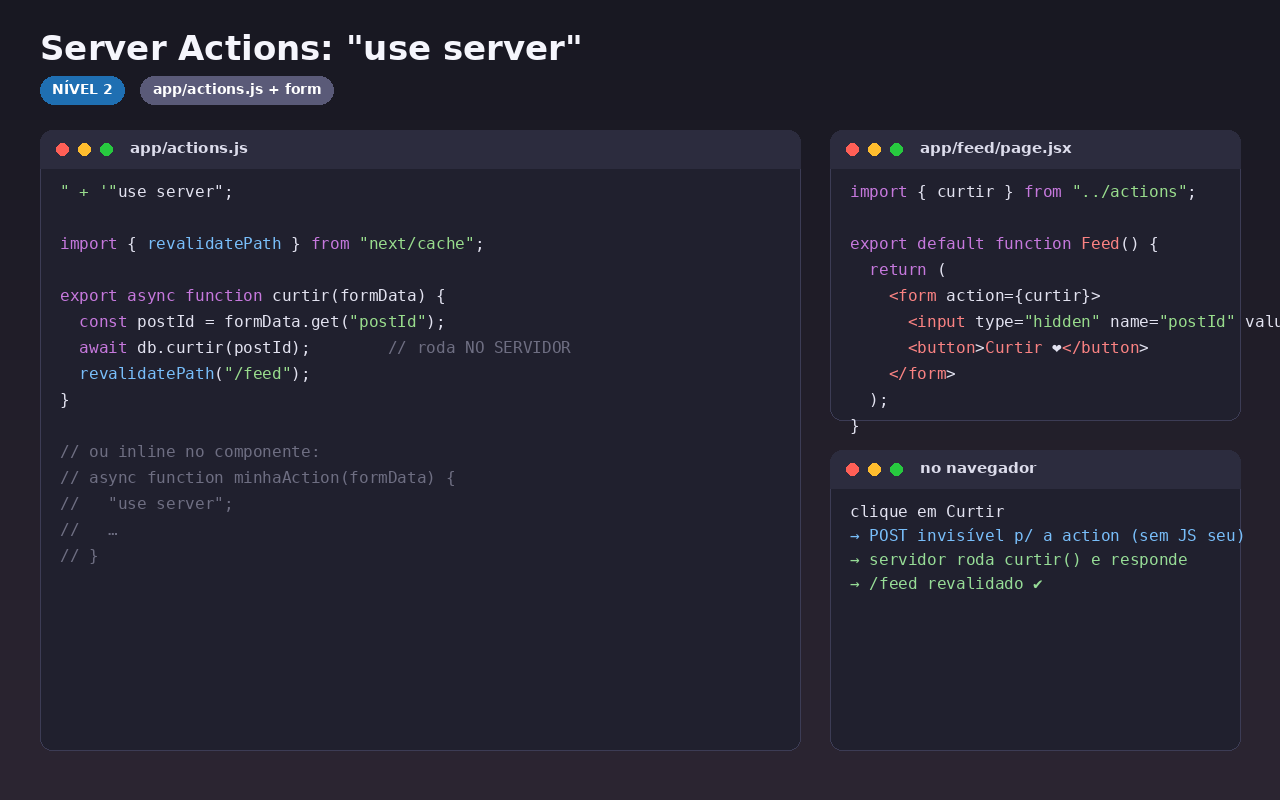 Server Actions: "use server"
NÍVEL 2
app/actions.js + form
app/actions.js
" + '"use server";
import { revalidatePath } from "next/cache";
export async function curtir(formData) {
  const postId = formData.get("postId");
  await db.curtir(postId);        // roda NO SERVIDOR
  revalidatePath("/feed");
}
// ou inline no componente:
// async function minhaAction(formData) {
//   "use server";
//   …
// }
app/feed/page.jsx
import { curtir } from "../actions";
export default function Feed() {
  return (
    <form action={curtir}>
      <input type="hidden" name="postId" valu
      <button>Curtir ❤</button>
    </form>
  );
}
no navegador
clique em Curtir
→ POST invisível p/ a action (sem JS seu)
→ servidor roda curtir() e responde
→ /feed revalidado ✔